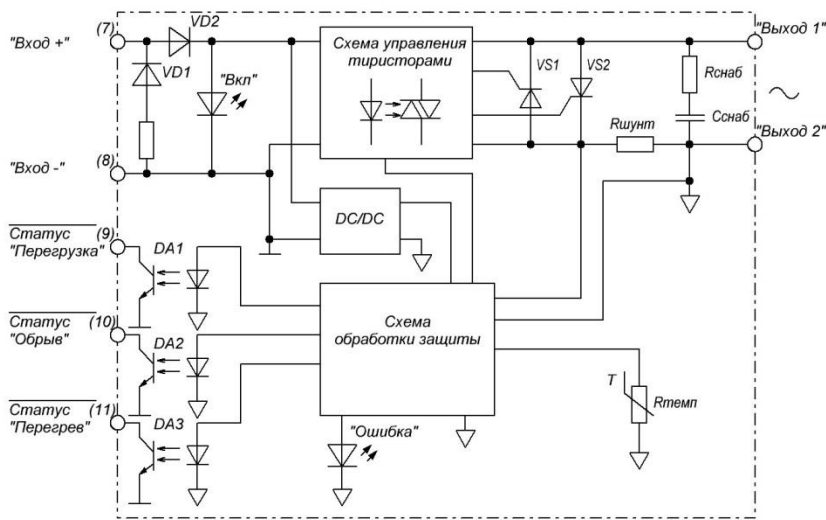 "Вход +"
(7)
VD2
VD1
"Вкл"
Схема управления
тиристорами
VS1
VS2
"Выход 1"
Rснаб
Cснаб
Rшунт
"Выход 2"
"Вход -"
(8)
DC/DC
Статус
"Перегрузка"
(9)
DA1
Статус
"Обрыв"
(10)
DA2
Схема
обработки защиты
Статус
"Перегрев"
(11)
DA3
"Ошибка"
T
Rтемп